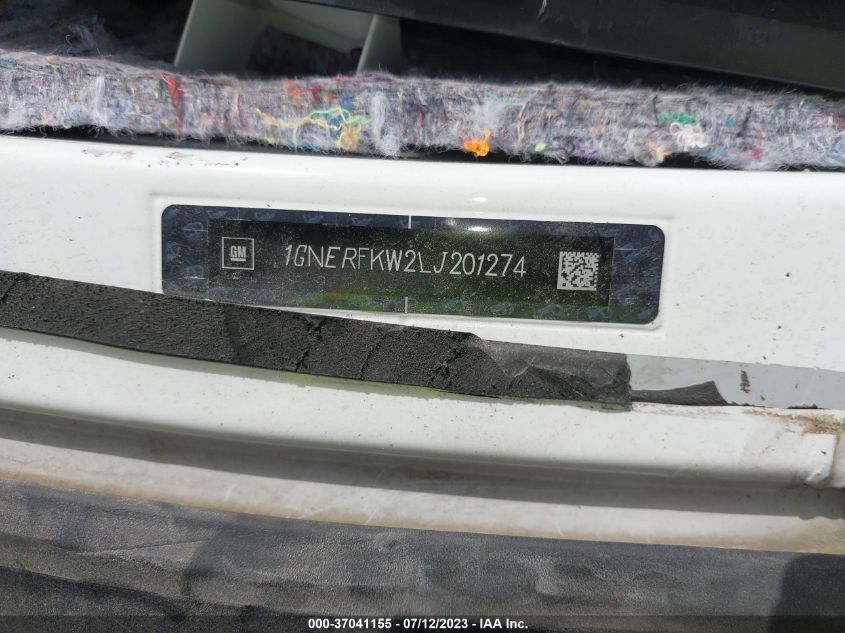 GM
1GNERFKW2LJ201274
000-37041155 - 07/12/2023 - IAA Inc.